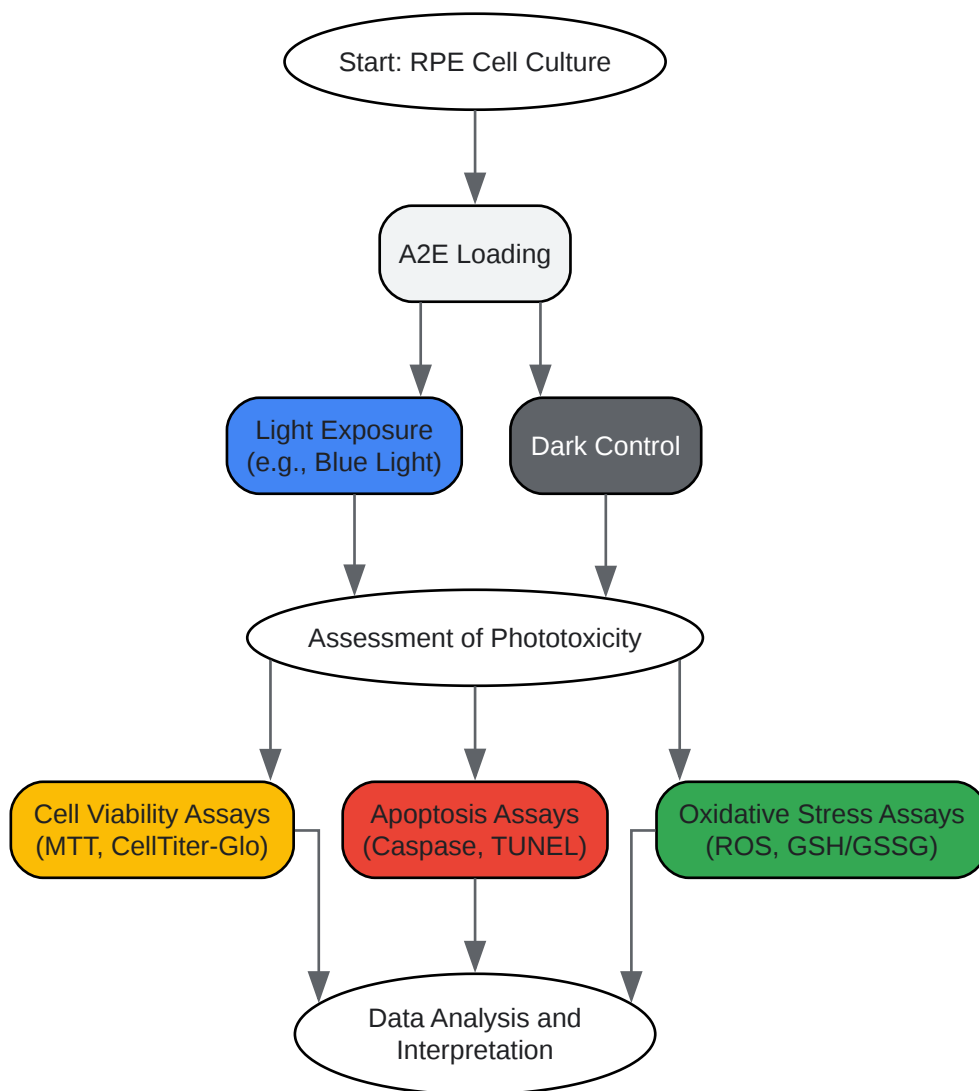 Start: RPE Cell Culture
A2E Loading
Light Exposure
(e.g., Blue Light)
Dark Control
Assessment of Phototoxicity
Cell Viability Assays
(MTT, CellTiter-Glo)
Apoptosis Assays
(Caspase, TUNEL)
Oxidative Stress Assays
(ROS, GSH/GSSG)
Data Analysis and
Interpretation